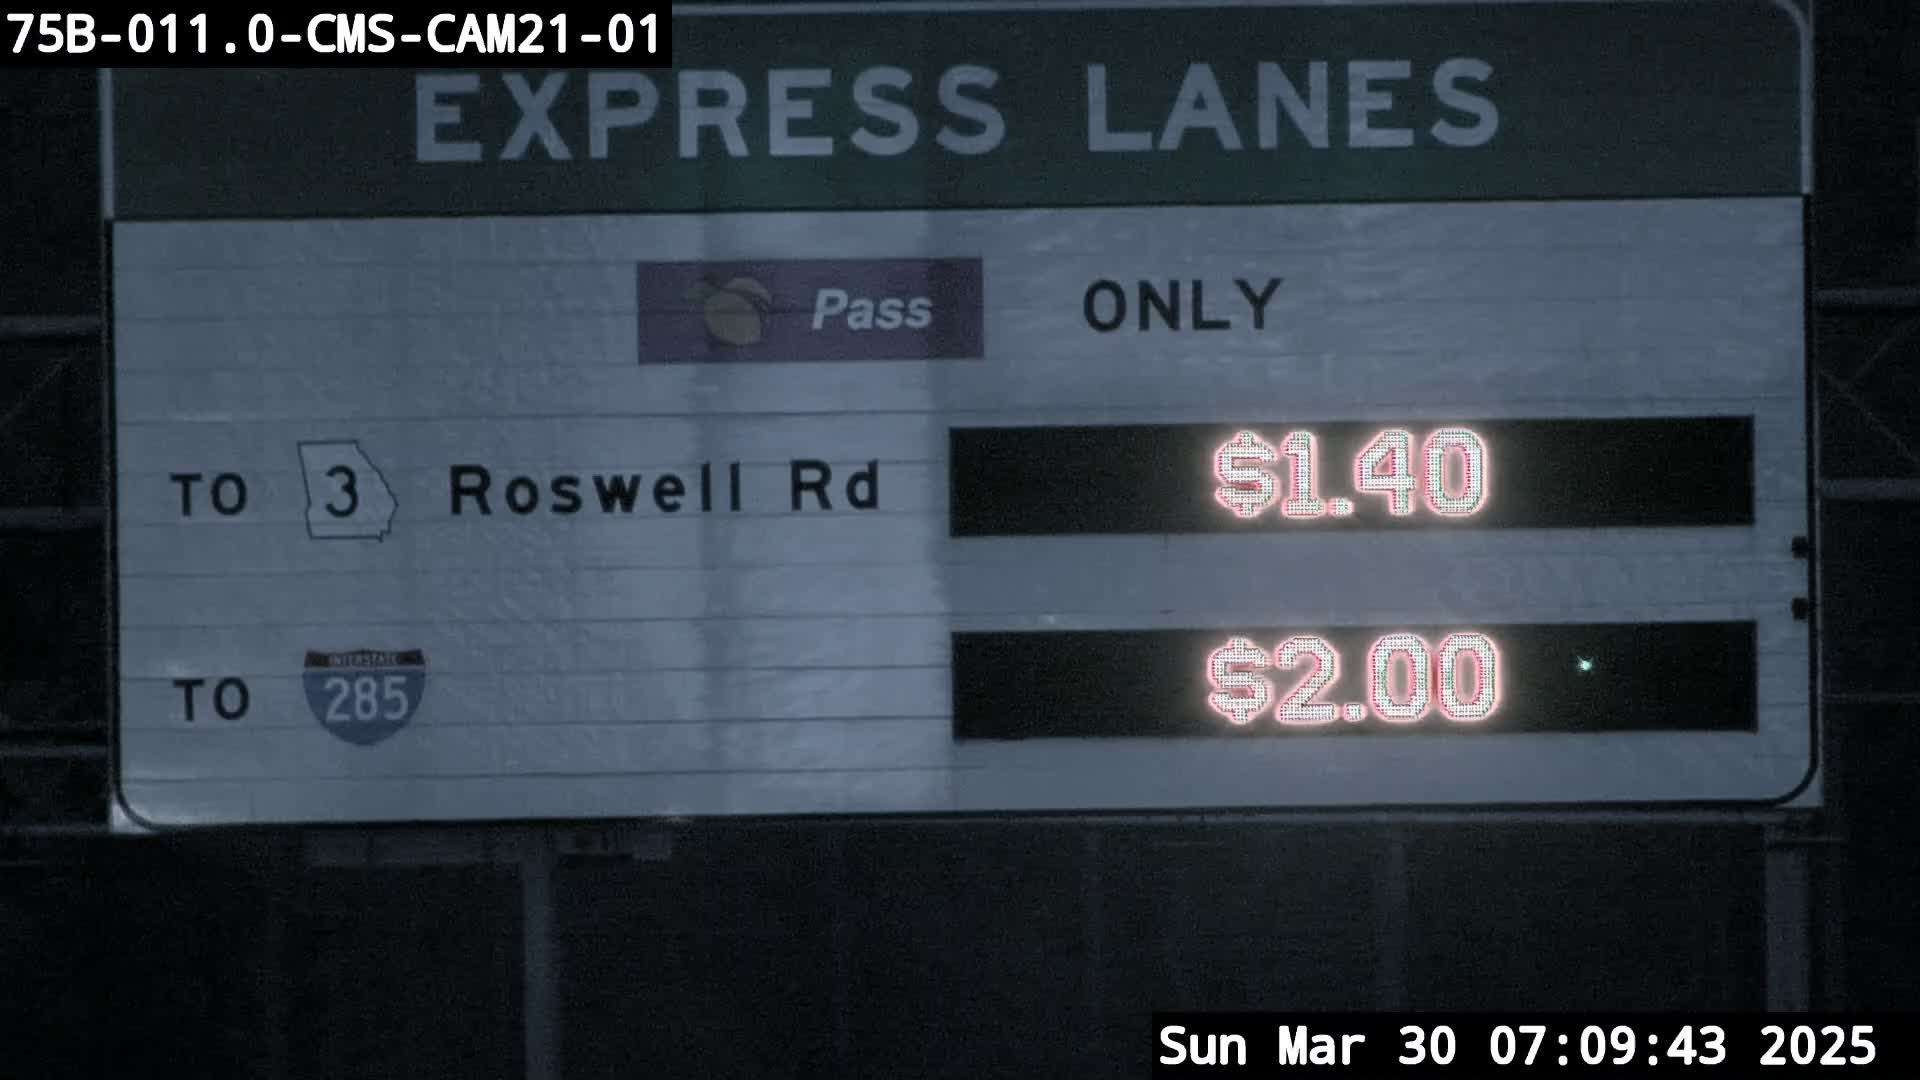 75B-011.0-CMS-CAM21-01
EXPRESS LANES
Pass ONLY
TO 3 Roswell Rd $1.40
INTERSTATE
TO 285 $2.00
Sun Mar 30 07:09:43 2025